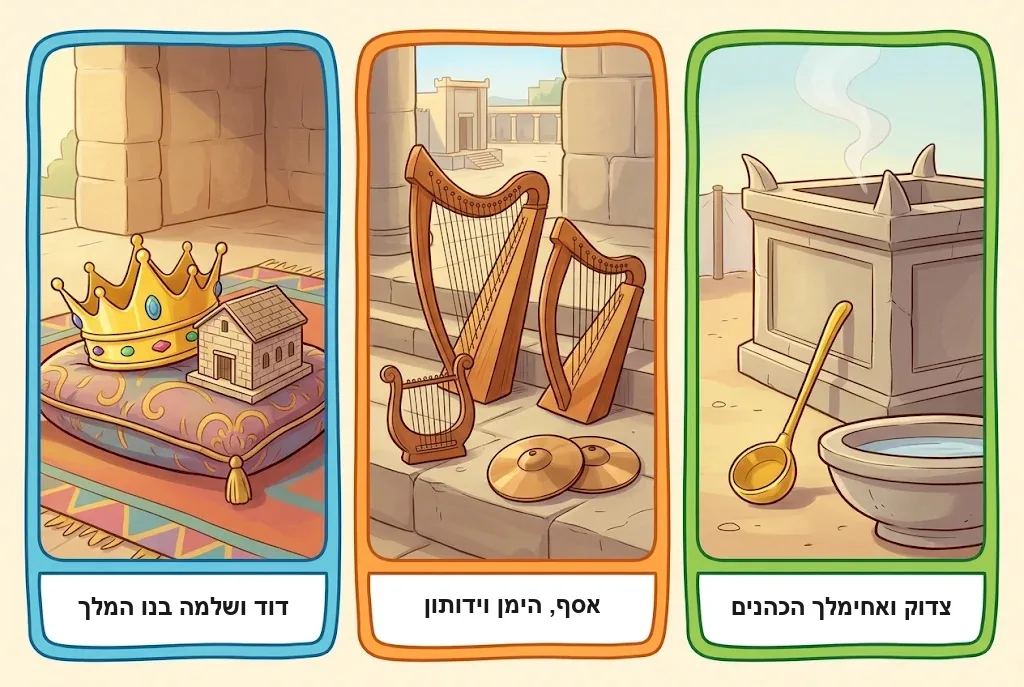 דוד ושלמה בנו המלך
אסף, הימן וידותון
צדוק ואחימלך הכהנים